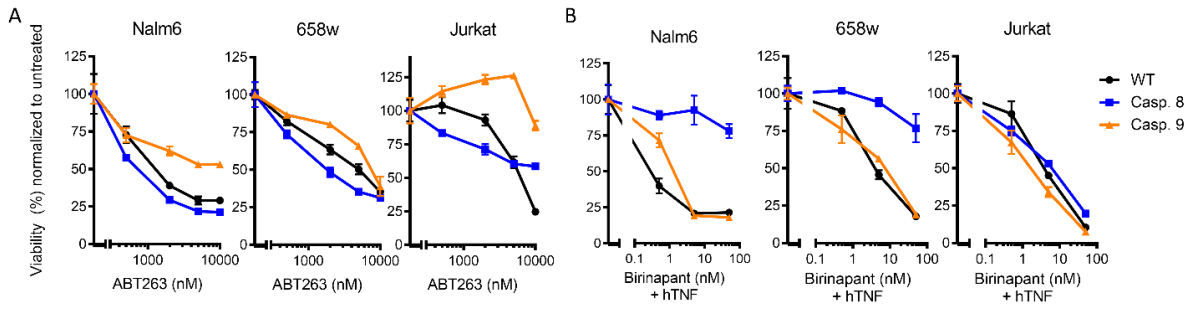 A
Nalm6
658w
Jurkat
Viability (%) normalized to untreated
125
100
75
50
25
0
1000
10000
ABT263 (nM)
125
100
75
50
25
0
1000
10000
ABT263 (nM)
125
100
75
50
25
0
1000
10000
ABT263 (nM)
B
Nalm6
658w
Jurkat
125
100
75
50
25
0
0.1
1
10
100
Birinapant (nM)
+ hTNF
125
100
75
50
25
0
0.1
1
10
100
Birinapant (nM)
+ hTNF
125
100
75
50
25
0
0.1
1
10
100
Birinapant (nM)
+ hTNF
WT
Casp. 8
Casp. 9